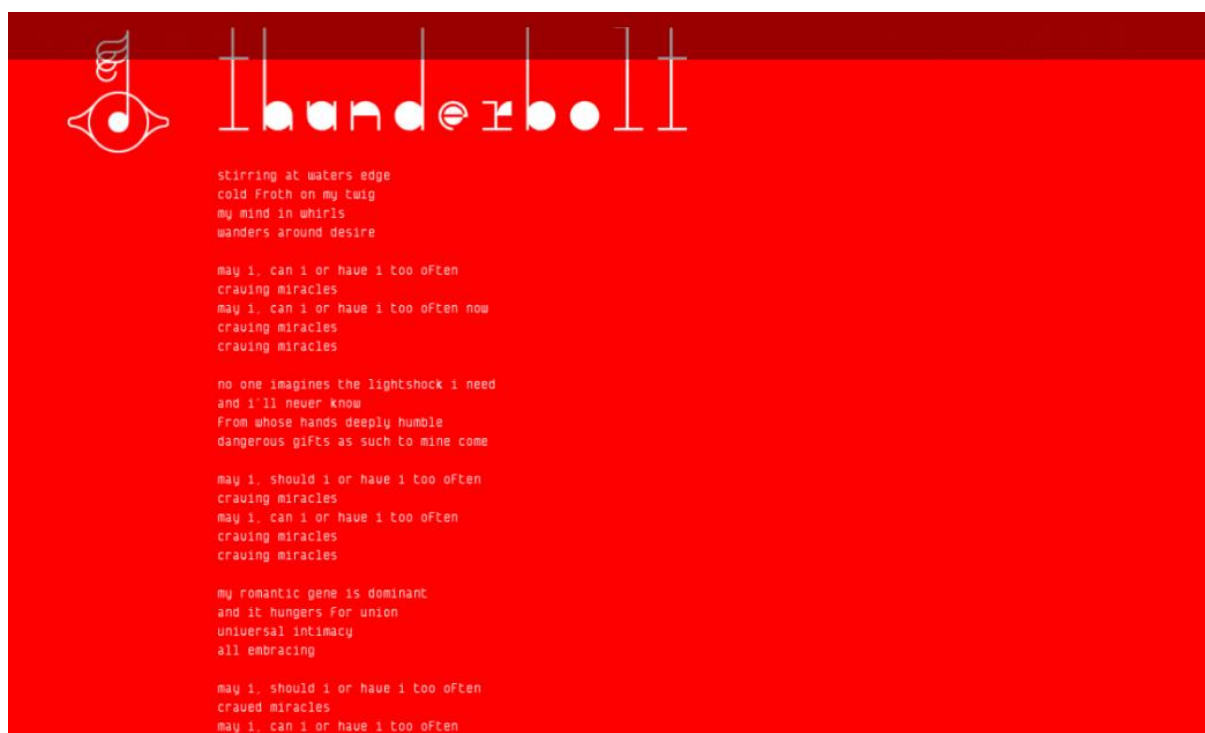 thunderbolt
stirring at waters edge
cold froth on my twig
my mind in whirls
wanders around desire
may i, can i or have i too often
craving miracles
may i, can i or have i too often now
craving miracles
craving miracles
no one imagines the lightshock i need
and i'll never know
from whose hands deeply humble
dangerous gifts as such to mine come
may i, should i or have i too often
craving miracles
may i, can i or have i too often
craving miracles
craving miracles
my romantic gene is dominant
and it hungers for union
universal intimacy
all embracing
may i, should i or have i too often
craved miracles
may i, can i or have i too often